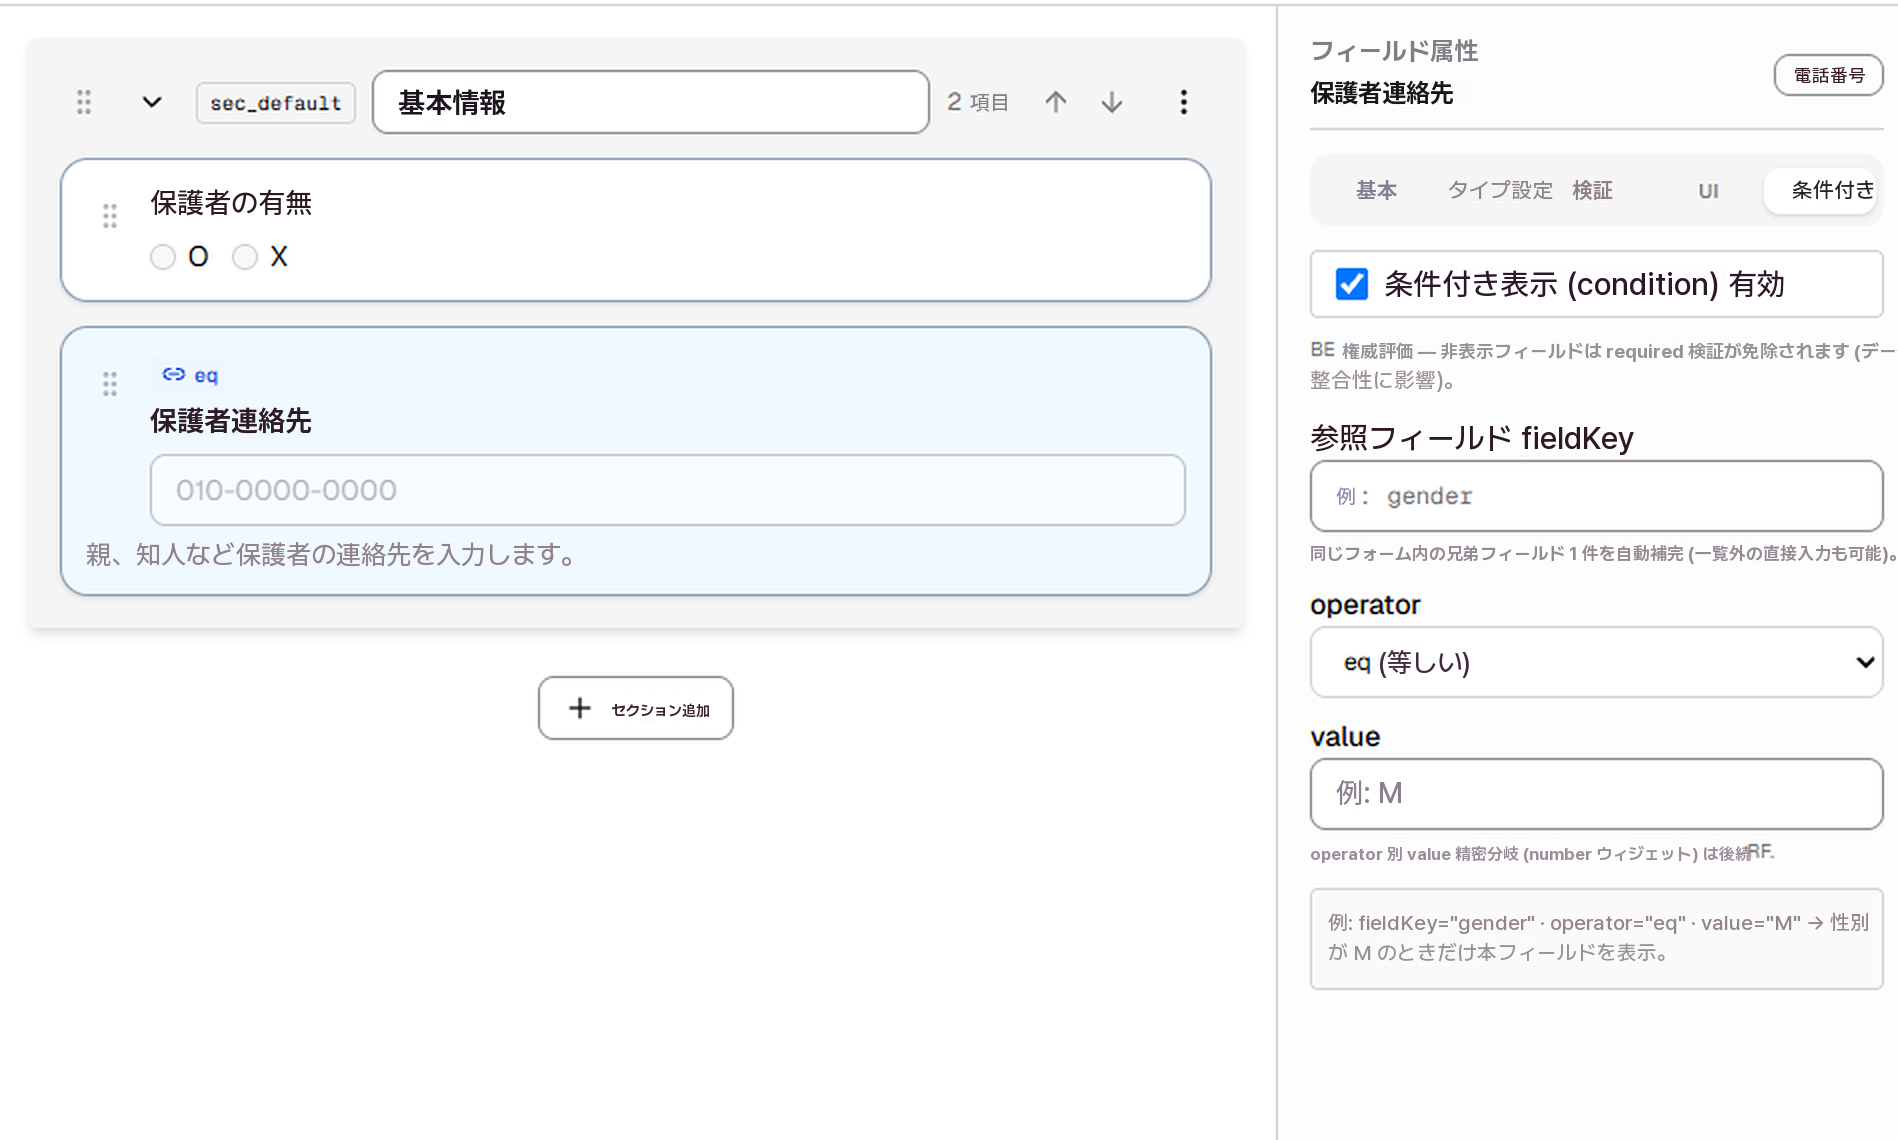 sec_default
基本情報
2 項目
保護者の有無
O X
eq
保護者連絡先
010-0000-0000
親、知人など保護者の連絡先を入力します。
+ セクション追加
フィールド属性
保護者連絡先
電話番号
基本 タイプ設定 検証 UI 条件付き
条件付き表示 (condition) 有効
BE 権威評価 — 非表示フィールドは required 検証が免除されます (デー
整合性に影響)。
参照フィールド fieldKey
例: gender
同じフォーム内の兄弟フィールド 1 件を自動補完 (一覧外の直接入力も可能)。
operator
eq (等しい)
value
例: M
operator 別 value 精密分岐 (number ウィジェット) は後続RF.
例: fieldKey="gender" · operator="eq" · value="M" → 性別
が M のときだけ本フィールドを表示。